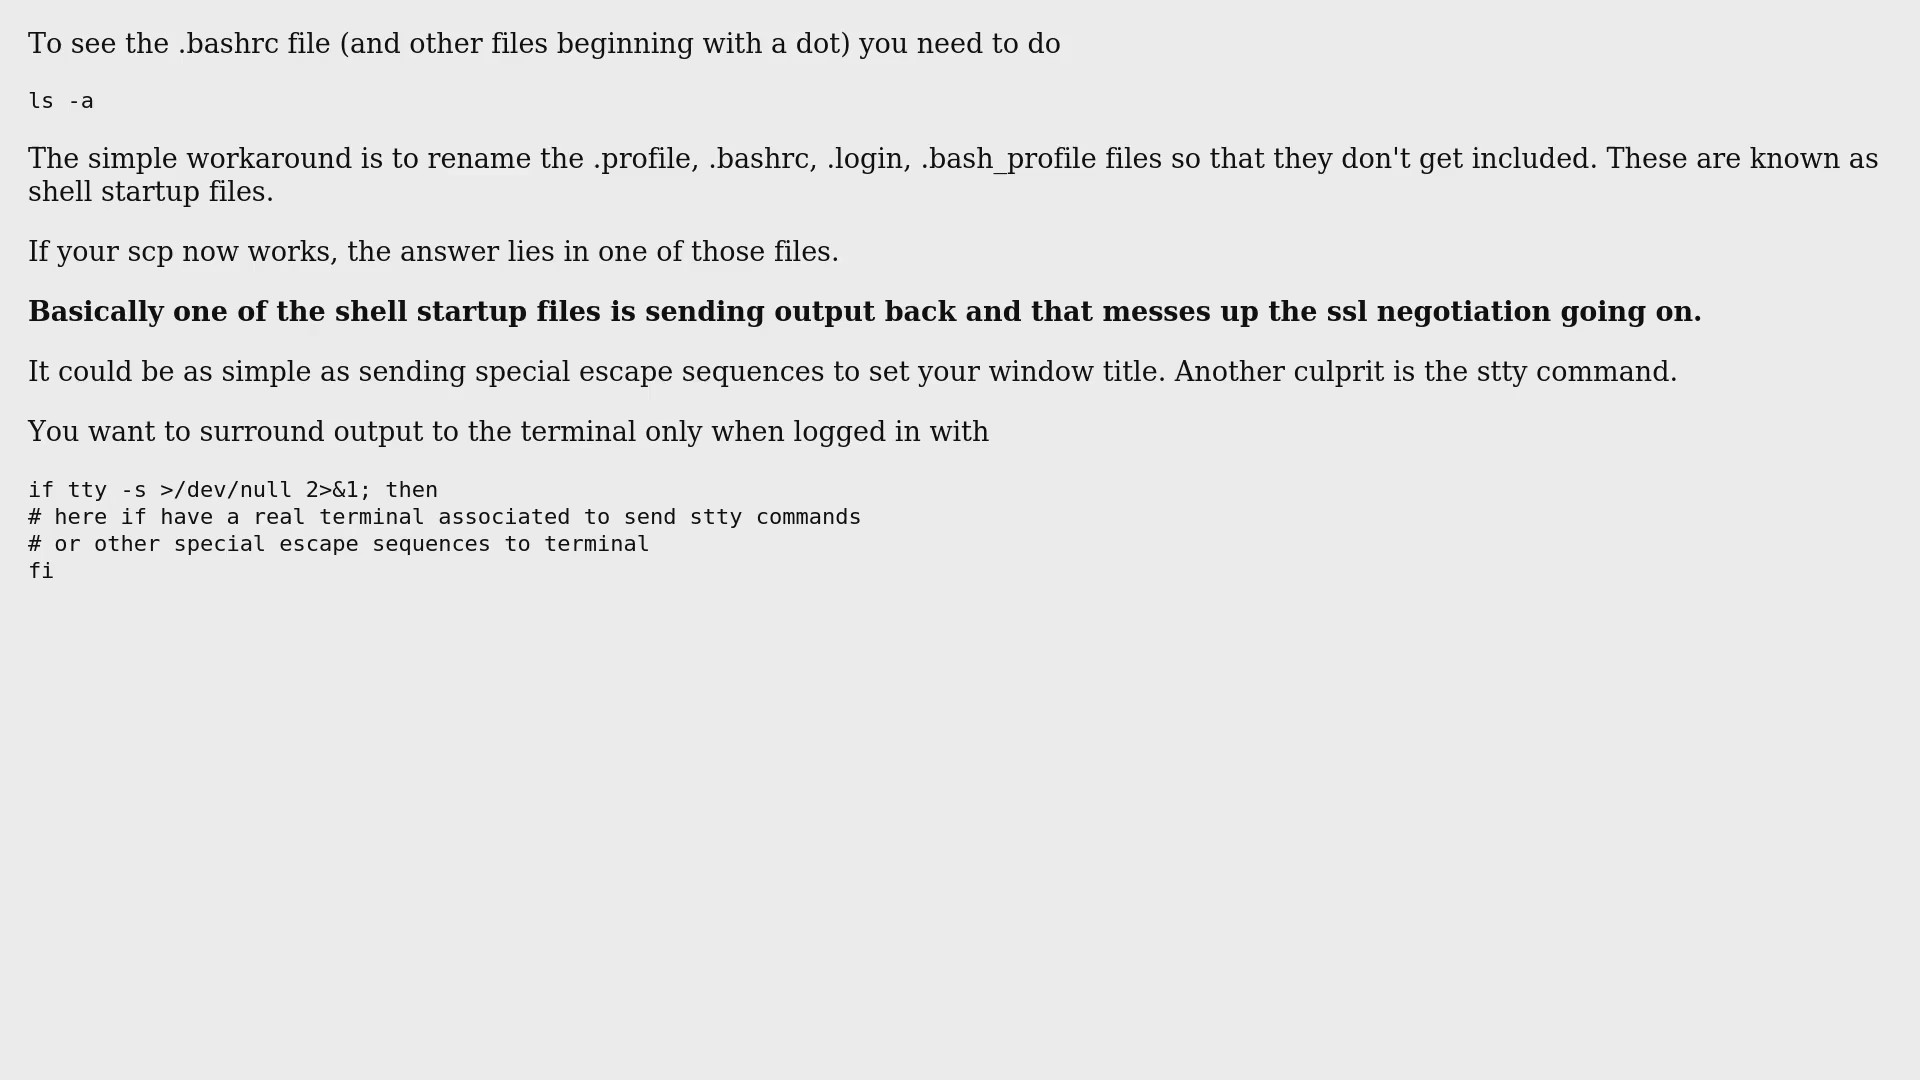 To see the .bashrc file (and other files beginning with a dot) you need to do
ls -a
The simple workaround is to rename the .profile, .bashrc, .login, .bash_profile files so that they don't get included. These are known as
shell startup files.
If your scp now works, the answer lies in one of those files.
Basically one of the shell startup files is sending output back and that messes up the ssl negotiation going on.
It could be as simple as sending special escape sequences to set your window title. Another culprit is the stty command.
You want to surround output to the terminal only when logged in with
if tty -s >/dev/null 2>&1; then
# here if have a real terminal associated to send stty commands
# or other special escape sequences to terminal
fi